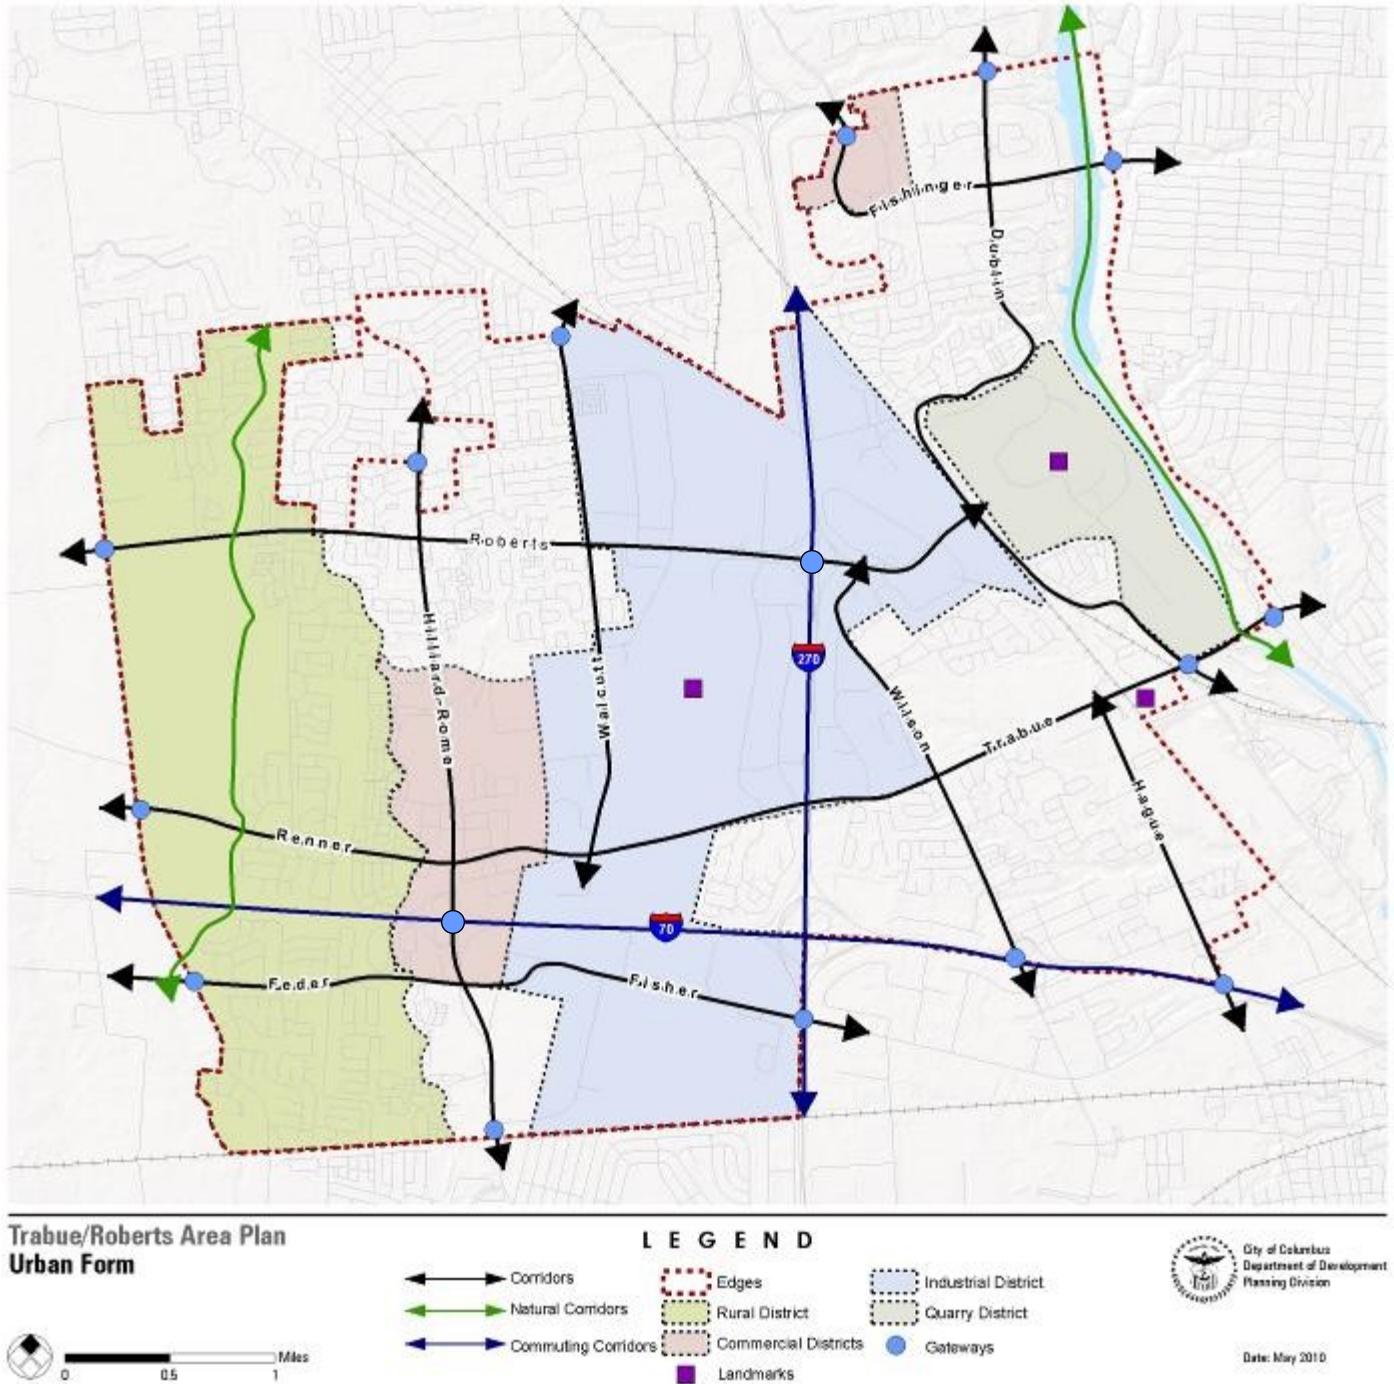 Fishinger
Dublin
Roberts
Hilliard-Rome
Walcutt
270
Wilson
Trabue
Hague
Renner
70
Feder
Fisher
Trabue/Roberts Area Plan
Urban Form
LEGEND
Corridors
Natural Corridors
Commuting Corridors
Edges
Rural District
Commercial Districts
Landmarks
Industrial District
Quarry District
Gateways
City of Columbus
Department of Development
Planning Division
Miles
0 0.5 1
Date: May 2010